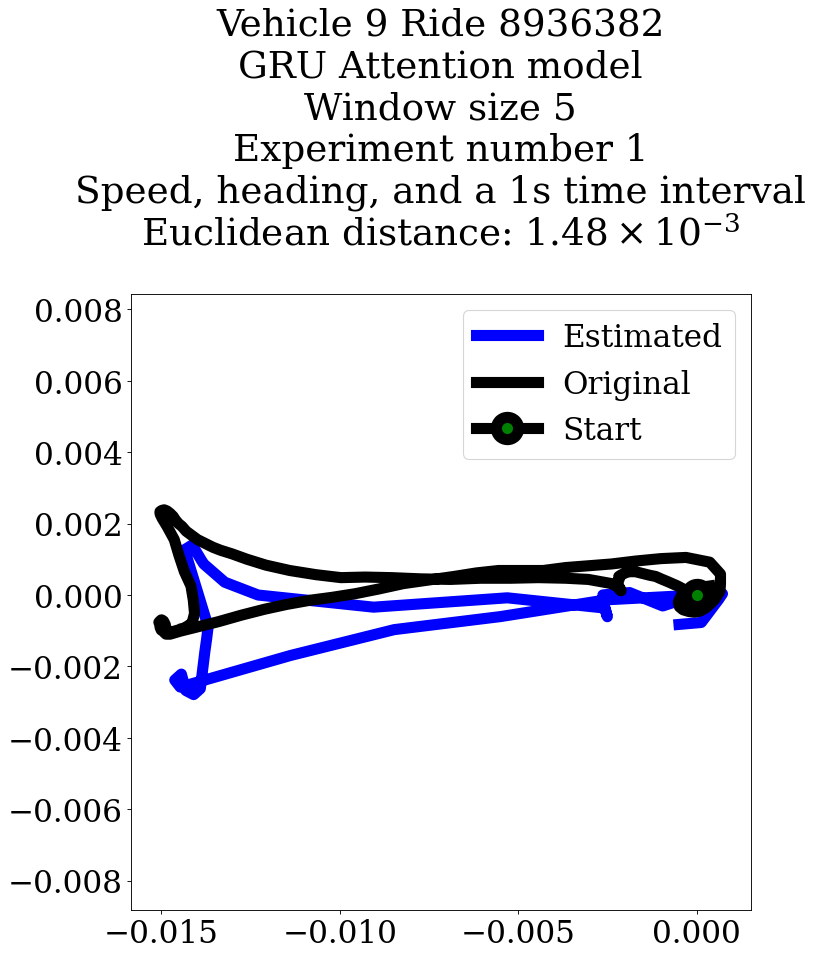 Vehicle 9 Ride 8936382
GRU Attention model
Window size 5
Experiment number 1
Speed, heading, and a 1s time interval
Euclidean distance: 1.48 × 10⁻³
Estimated
Original
Start
0.008
0.006
0.004
0.002
0.000
−0.002
−0.004
−0.006
−0.008
−0.015 −0.010 −0.005 0.000